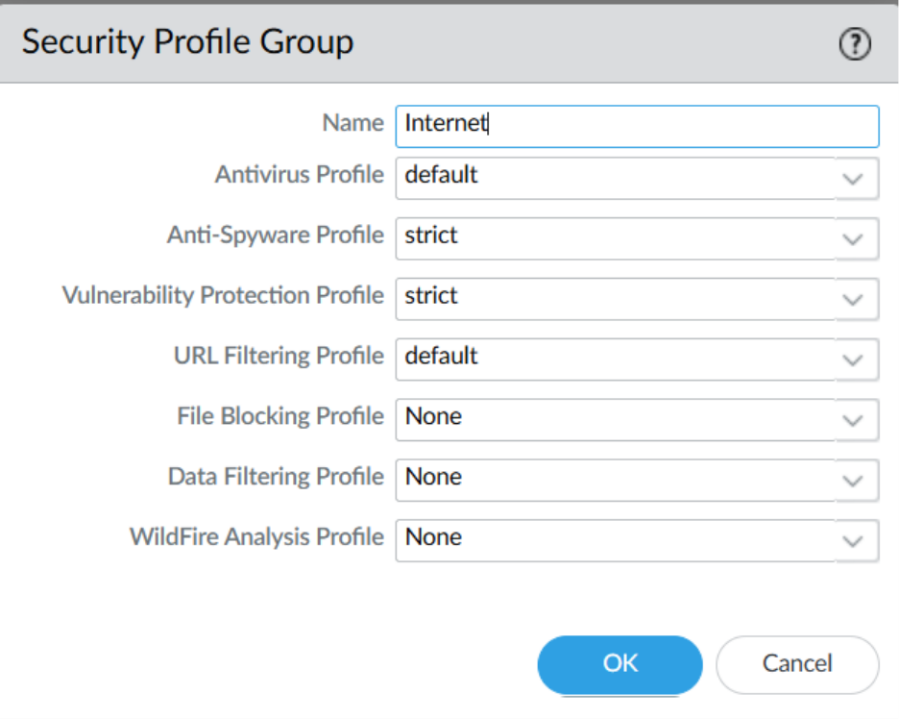 Security Profile Group
Name Internet
Antivirus Profile default
Anti-Spyware Profile strict
Vulnerability Protection Profile strict
URL Filtering Profile default
File Blocking Profile None
Data Filtering Profile None
WildFire Analysis Profile None
OK Cancel